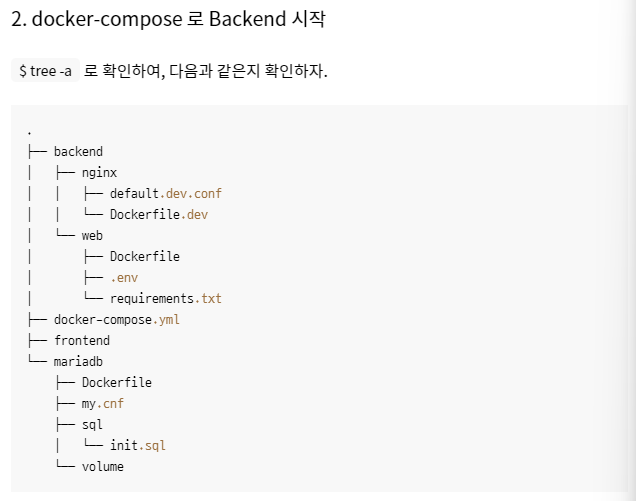 2. docker-compose 로 Backend 시작
$ tree -a 로 확인하여, 다음과 같은지 확인하자.
.
├── backend
│   ├── nginx
│   │   ├── default.dev.conf
│   │   └── Dockerfile.dev
│   └── web
│       ├── Dockerfile
│       ├── .env
│       └── requirements.txt
├── docker-compose.yml
├── frontend
└── mariadb
    ├── Dockerfile
    ├── my.cnf
    ├── sql
    │   └── init.sql
    └── volume